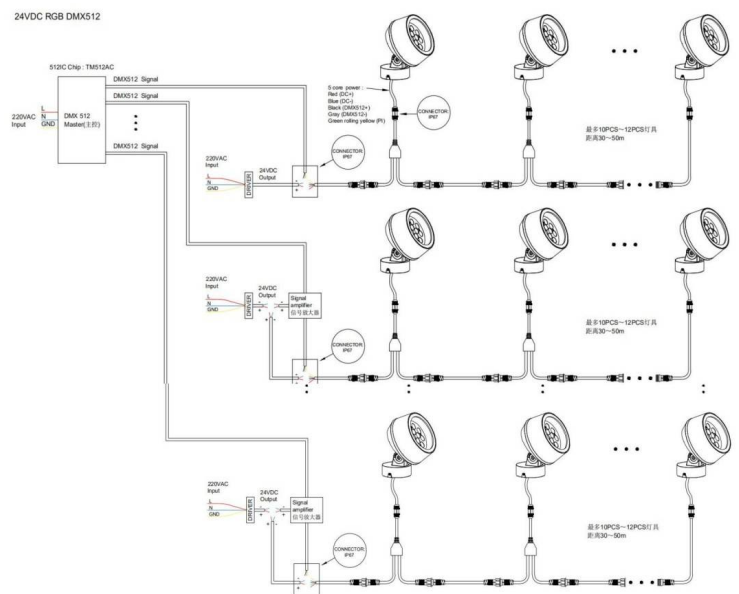 24VDC RGB DMX512
512IC Chip : TM512AC
DMX512 Signal
DMX512 Signal
DMX512 Signal
220VAC
Input
L
N
GND
DMX 512
Master(主控)
5 core power :
Red (DC+)
Blue (DC-)
Black (DMX512+)
Gray (DMX512-)
Green rolling yellow (PI)
CONNECTOR
IP67
CONNECTOR
IP67
220VAC
Input
24VDC
Output
L
N
GND
DRIVER
最多10PCS～12PCS灯具
距离30～50m
220VAC
Input
24VDC
Output
L
N
GND
DRIVER
Signal
amplifier
信号放大器
CONNECTOR
IP67
最多10PCS～12PCS灯具
距离30～50m
220VAC
Input
24VDC
Output
L
N
GND
DRIVER
Signal
amplifier
信号放大器
CONNECTOR
IP67
最多10PCS～12PCS灯具
距离30～50m